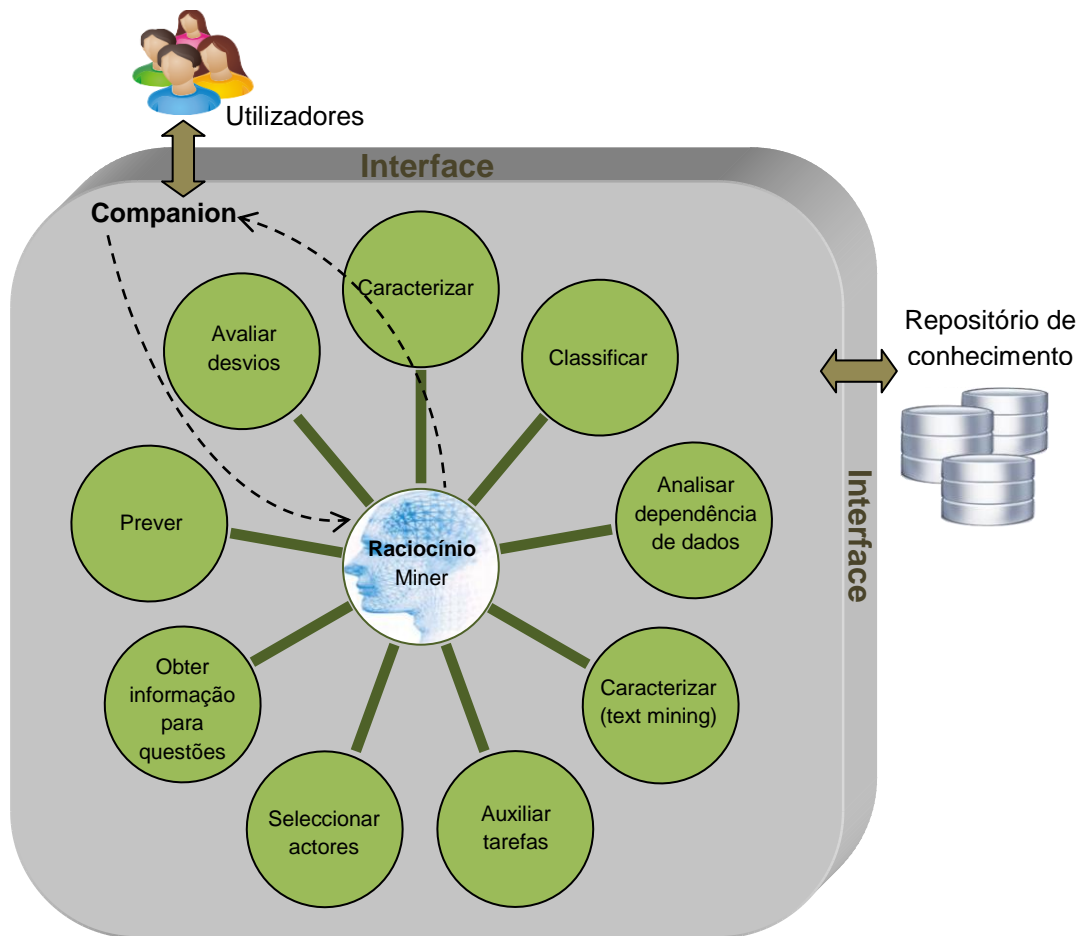 Utilizadores
Interface
Companion
Caracterizar
Avaliar
desvios
Classificar
Repositório de
conhecimento
Analisar
dependência
de dados
Interface
Prever
Raciocínio
Miner
Obter
informação
para
questões
Caracterizar
(text mining)
Seleccionar
actores
Auxiliar
tarefas